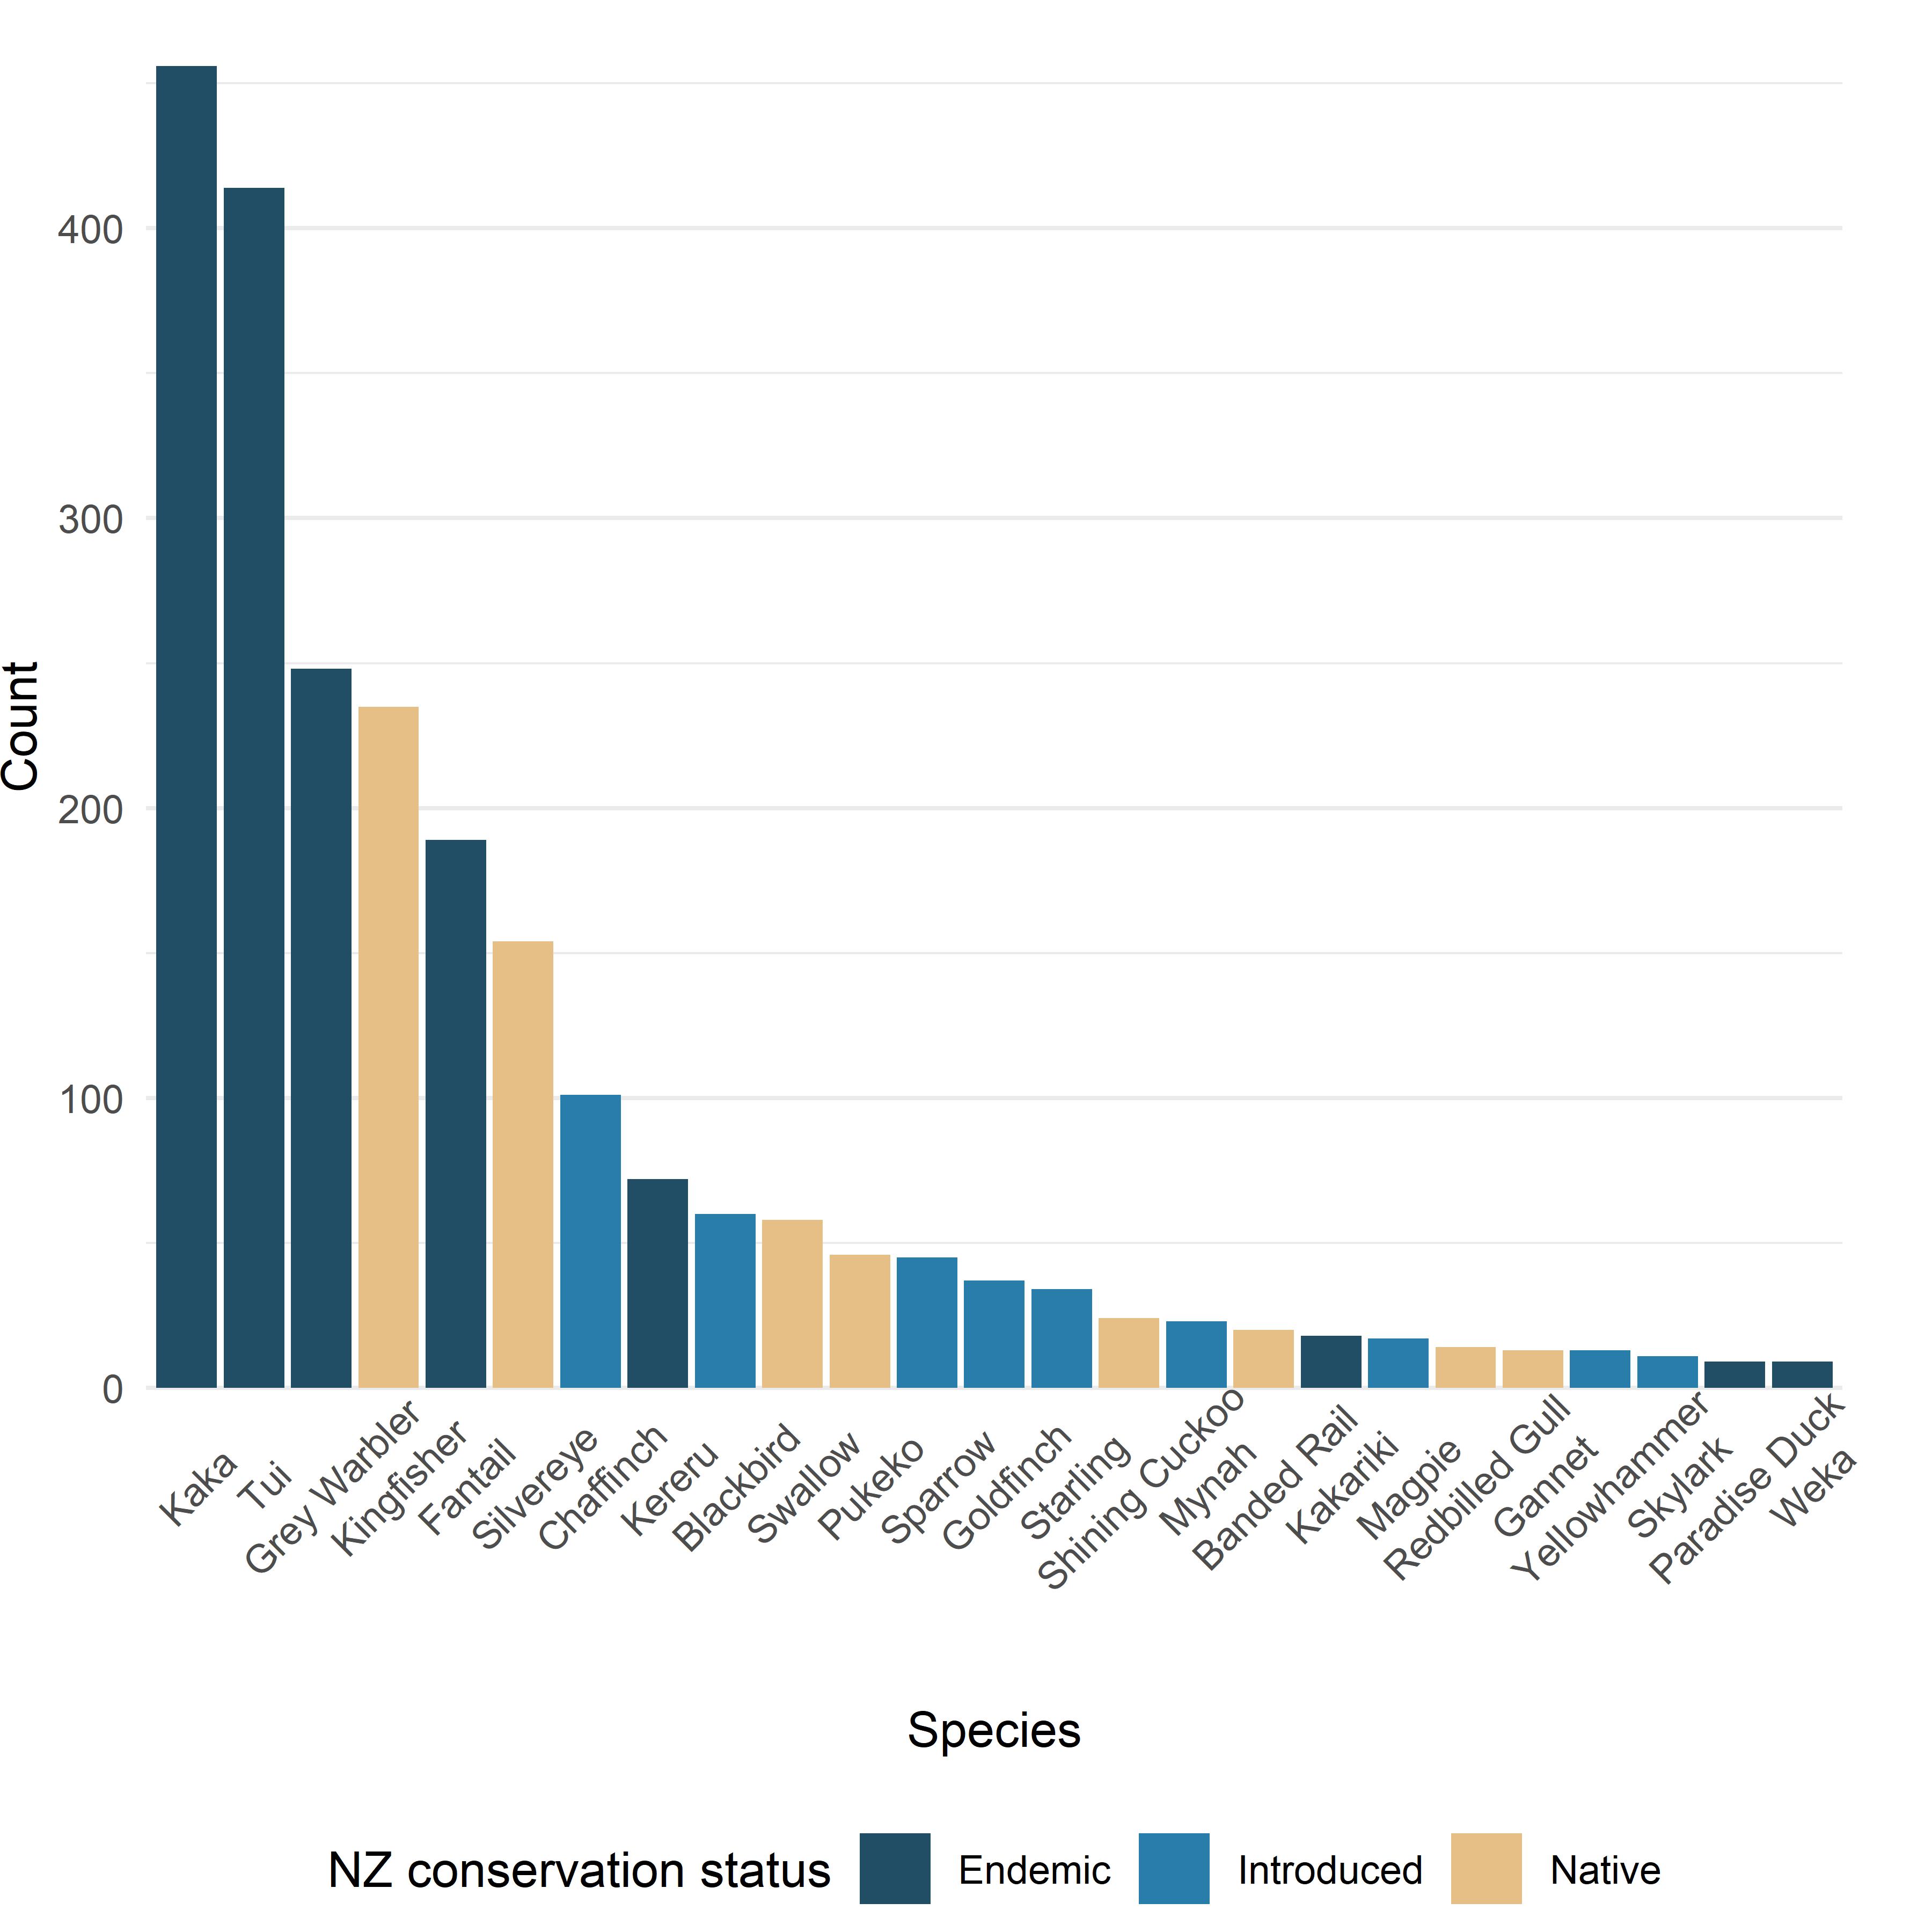 Count
400
300
200
100
0
Kaka
Tui
Grey Warbler
Kingfisher
Fantail
Silvereye
Chaffinch
Kereru
Blackbird
Swallow
Pukeko
Sparrow
Goldfinch
Starling
Shining Cuckoo
Mynah
Banded Rail
Kakariki
Magpie
Redbilled Gull
Gannet
Yellowhammer
Skylark
Paradise Duck
Weka
Species
NZ conservation status Endemic Introduced Native